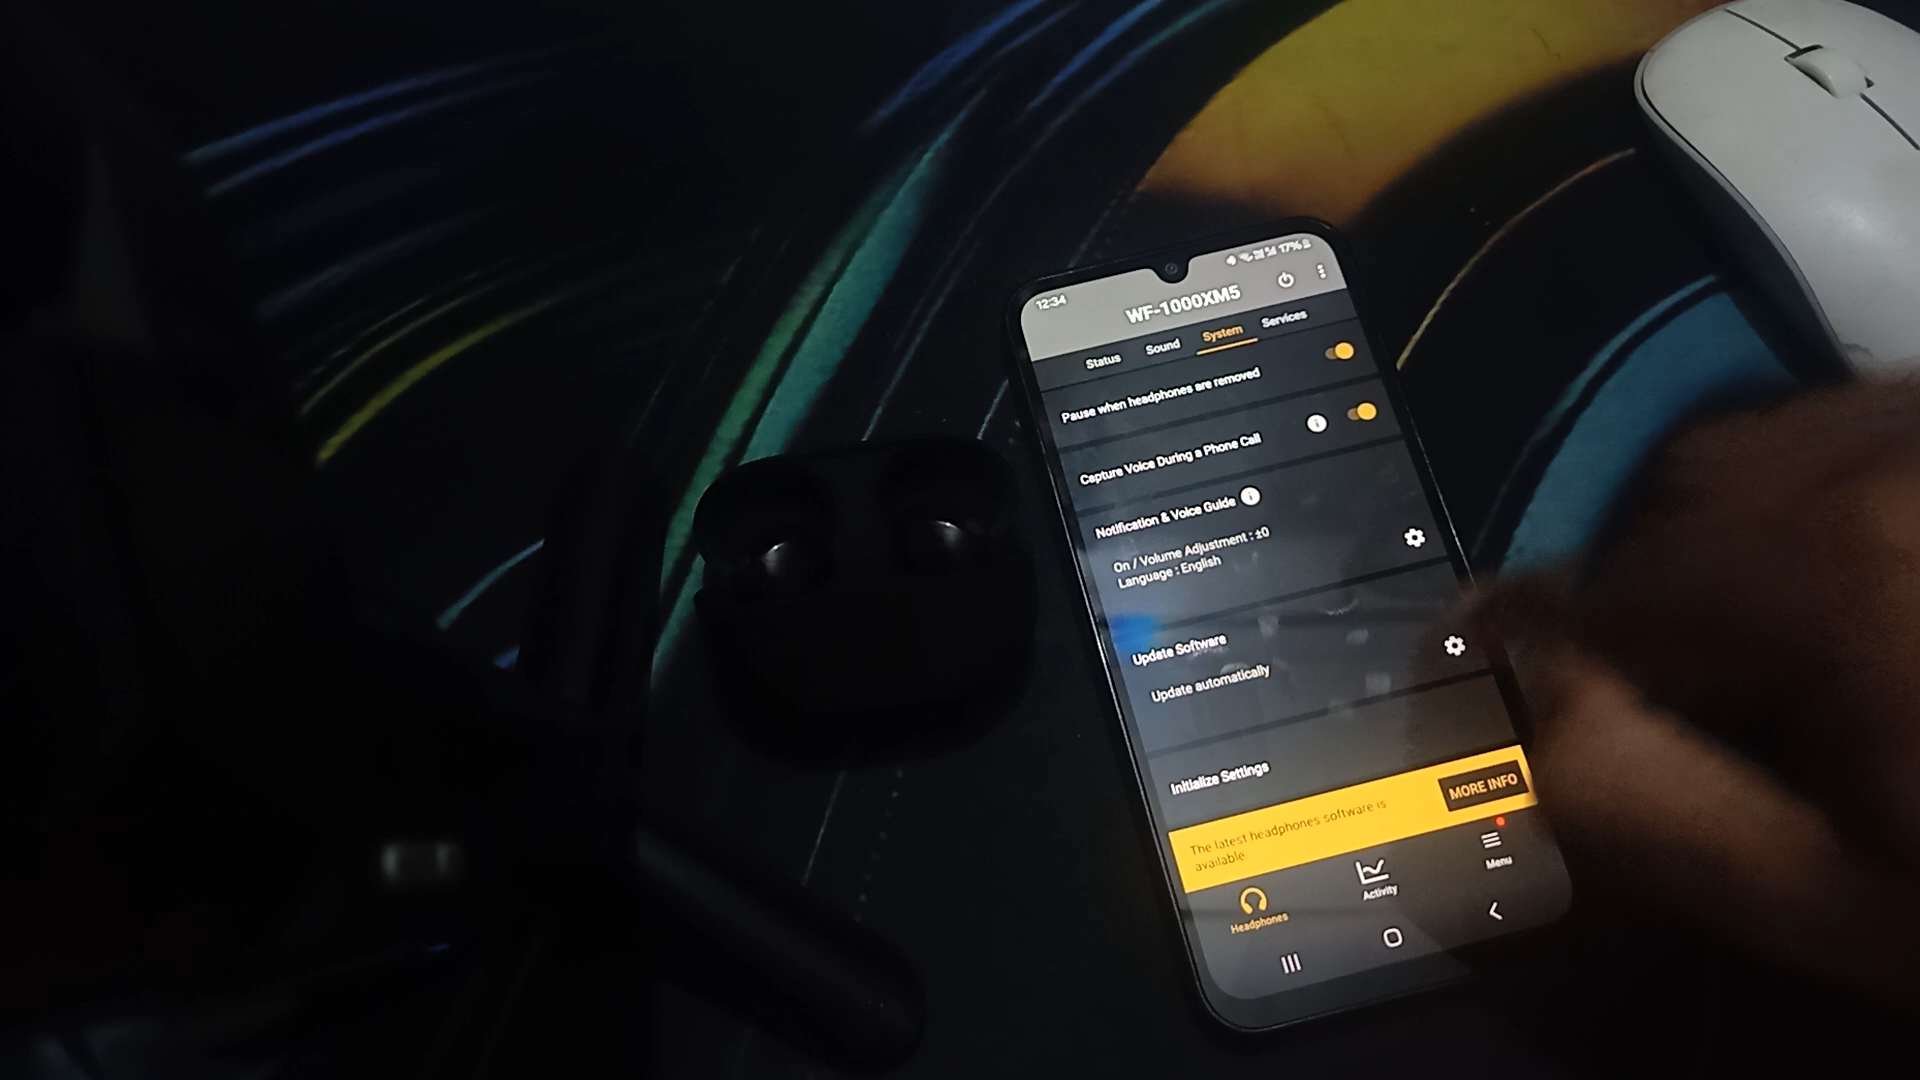 12:34
17%
WF-1000XM5
Status
Sound
System
Services
Pause when headphones are removed
Capture Voice During a Phone Call
Notification & Voice Guide
On / Volume Adjustment : ±0
Language : English
Update Software
Update automatically
Initialize Settings
The latest headphones software is
available
MORE INFO
Headphones
Activity
Menu